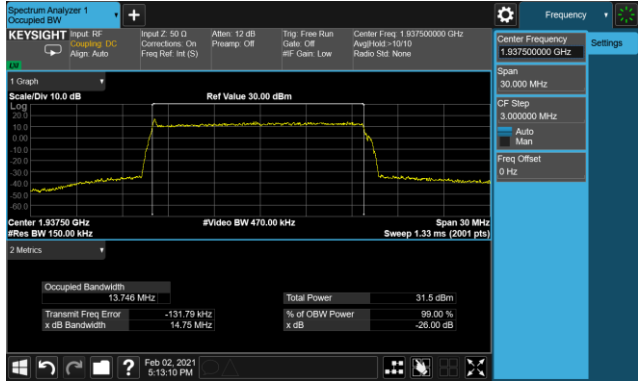 Spectrum Analyzer 1
Occupied BW
Frequency
KEYSIGHT
Input: RF
Coupling: DC
Align: Auto
Input Z: 50 Ω
Corrections: On
Freq Ref: Int (S)
Atten: 12 dB
Preamp: Off
Trig: Free Run
Gate: Off
#IF Gain: Low
Center Freq: 1.937500000 GHz
Avg|Hold:>10/10
Radio Std: None
Center Frequency
1.937500000 GHz
Settings
Span
30.000 MHz
CF Step
3.000000 MHz
Auto
Man
Freq Offset
0 Hz
1 Graph
Scale/Div 10.0 dB
Ref Value 30.00 dBm
Log
20.0
10.0
0.00
-10.0
-20.0
-30.0
-40.0
-50.0
-60.0
Center 1.93750 GHz
#Video BW 470.00 kHz
Span 30 MHz
#Res BW 150.00 kHz
Sweep 1.33 ms (2001 pts)
2 Metrics
Occupied Bandwidth
13.746 MHz
Total Power
31.5 dBm
Transmit Freq Error
-131.79 kHz
% of OBW Power
99.00 %
x dB Bandwidth
14.75 MHz
x dB
-26.00 dB
?
Feb 02, 2021
5:13:10 PM